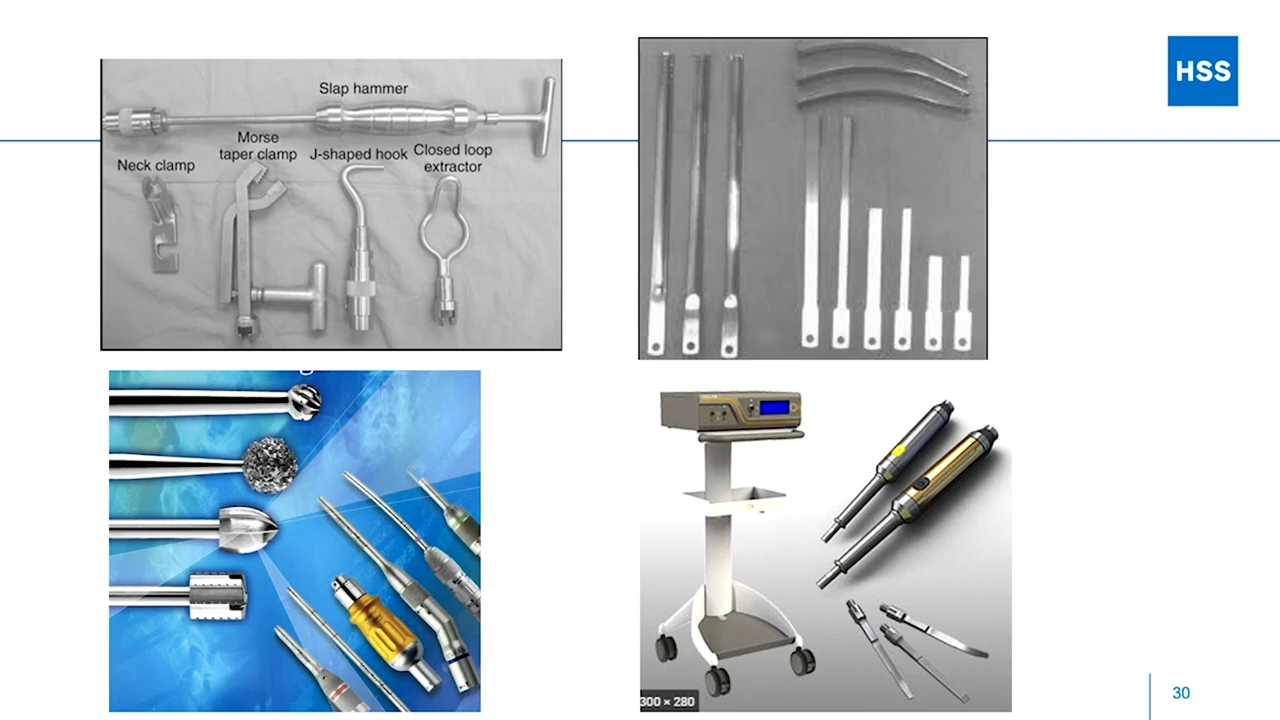 Slap hammer
Morse
taper clamp
J-shaped hook
Closed loop
extractor
Neck clamp
HSS
300 × 280
30